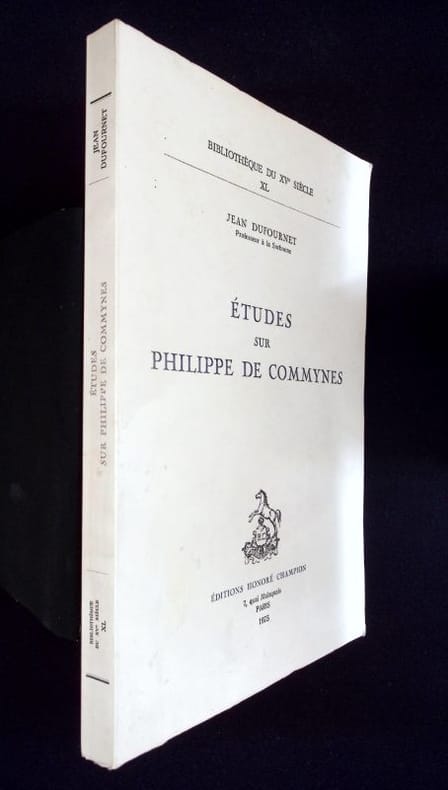 BIBLIOTHÈQUE DU XVe SIÈCLE
XL
JEAN DUFOURNET
Professeur à la Sorbonne
ÉTUDES
SUR
PHILIPPE DE COMMYNES
ÉDITIONS HONORÉ CHAMPION
7, quai Malaquais
PARIS
1975
JEAN
DUFOURNET
ÉTUDES
SUR PHILIPPE DE COMMYNES
BIBLIOTHÈQUE
DU XVe SIÈCLE
XL